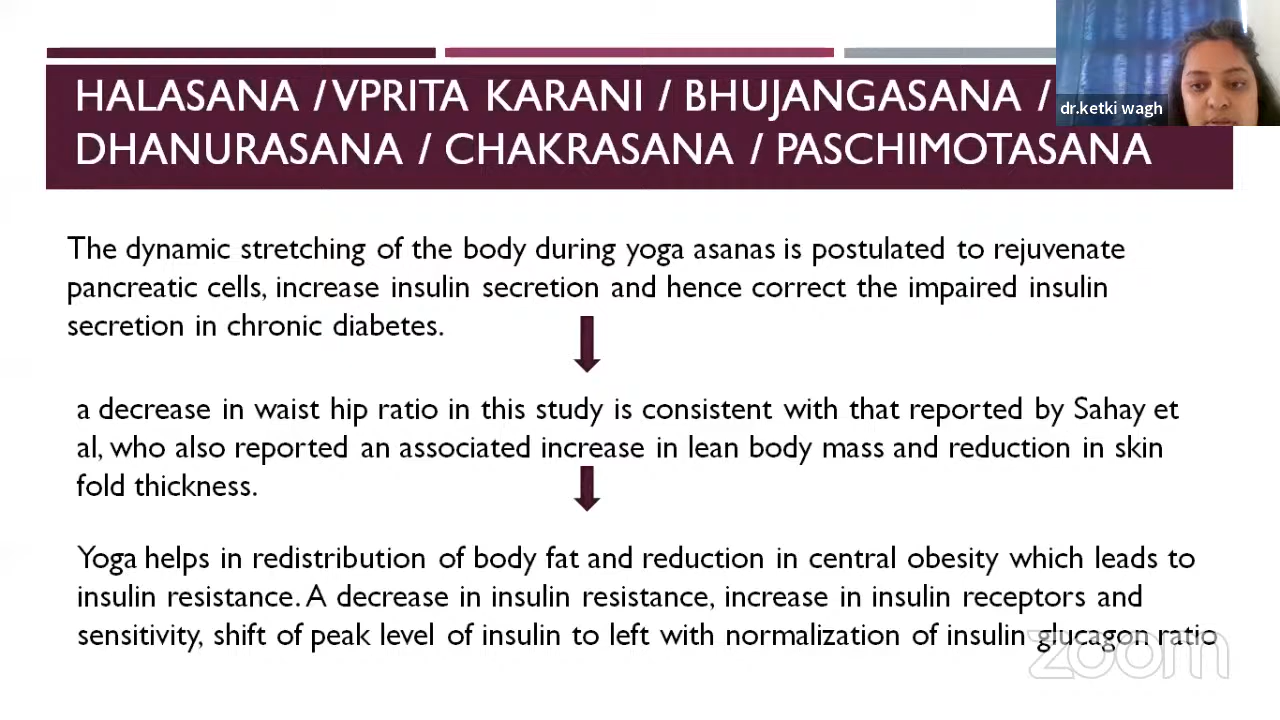 HALASANA / VPRITA KARANI / BHUJANGASANA /
DHANURASANA / CHAKRASANA / PASCHIMOTASANA
dr.ketki wagh
The dynamic stretching of the body during yoga asanas is postulated to rejuvenate
pancreatic cells, increase insulin secretion and hence correct the impaired insulin
secretion in chronic diabetes.
a decrease in waist hip ratio in this study is consistent with that reported by Sahay et
al, who also reported an associated increase in lean body mass and reduction in skin
fold thickness.
Yoga helps in redistribution of body fat and reduction in central obesity which leads to
insulin resistance. A decrease in insulin resistance, increase in insulin receptors and
sensitivity, shift of peak level of insulin to left with normalization of insulin glucagon ratio
zoom